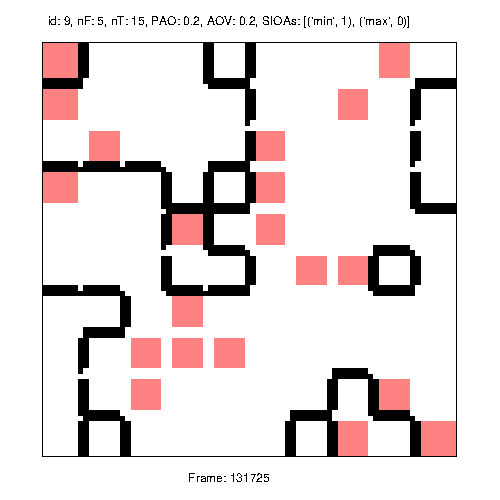 id: 9, nF: 5, nT: 15, PAO: 0.2, AOV: 0.2, SIOAs: [('min', 1), ('max', 0)]
Frame: 131725